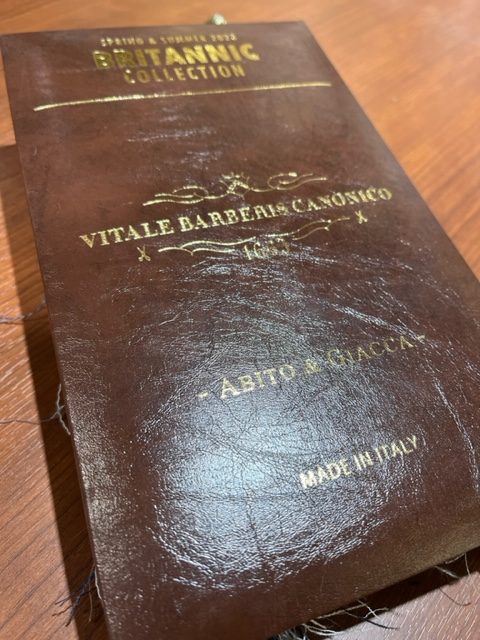 SPRING & SUMMER 2022
BRITANNIC
COLLECTION
VITALE BARBERIS CANONICO
- ABITO & GIACCA -
MADE IN ITALY